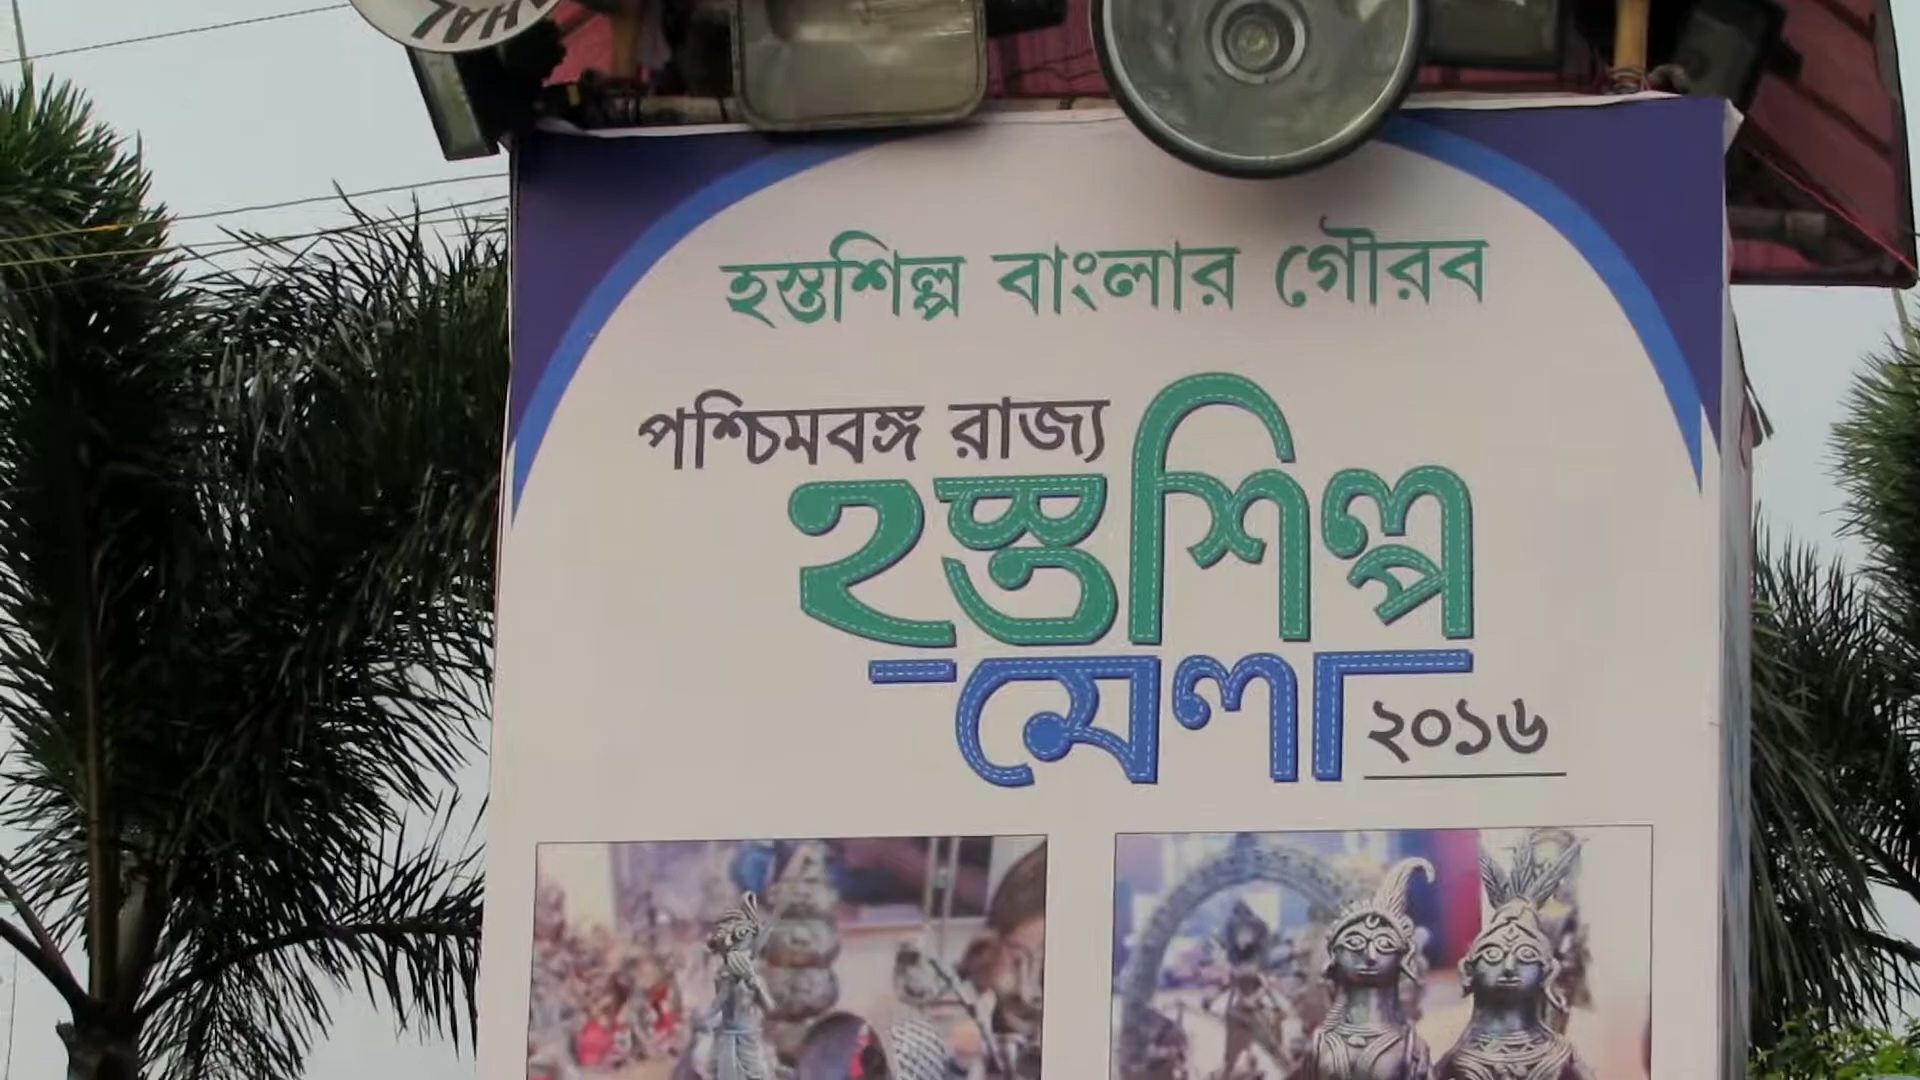 হস্তশিল্প বাংলার গৌরব
পশ্চিমবঙ্গ রাজ্য
হস্তশিল্প
মেলা ২০১৬